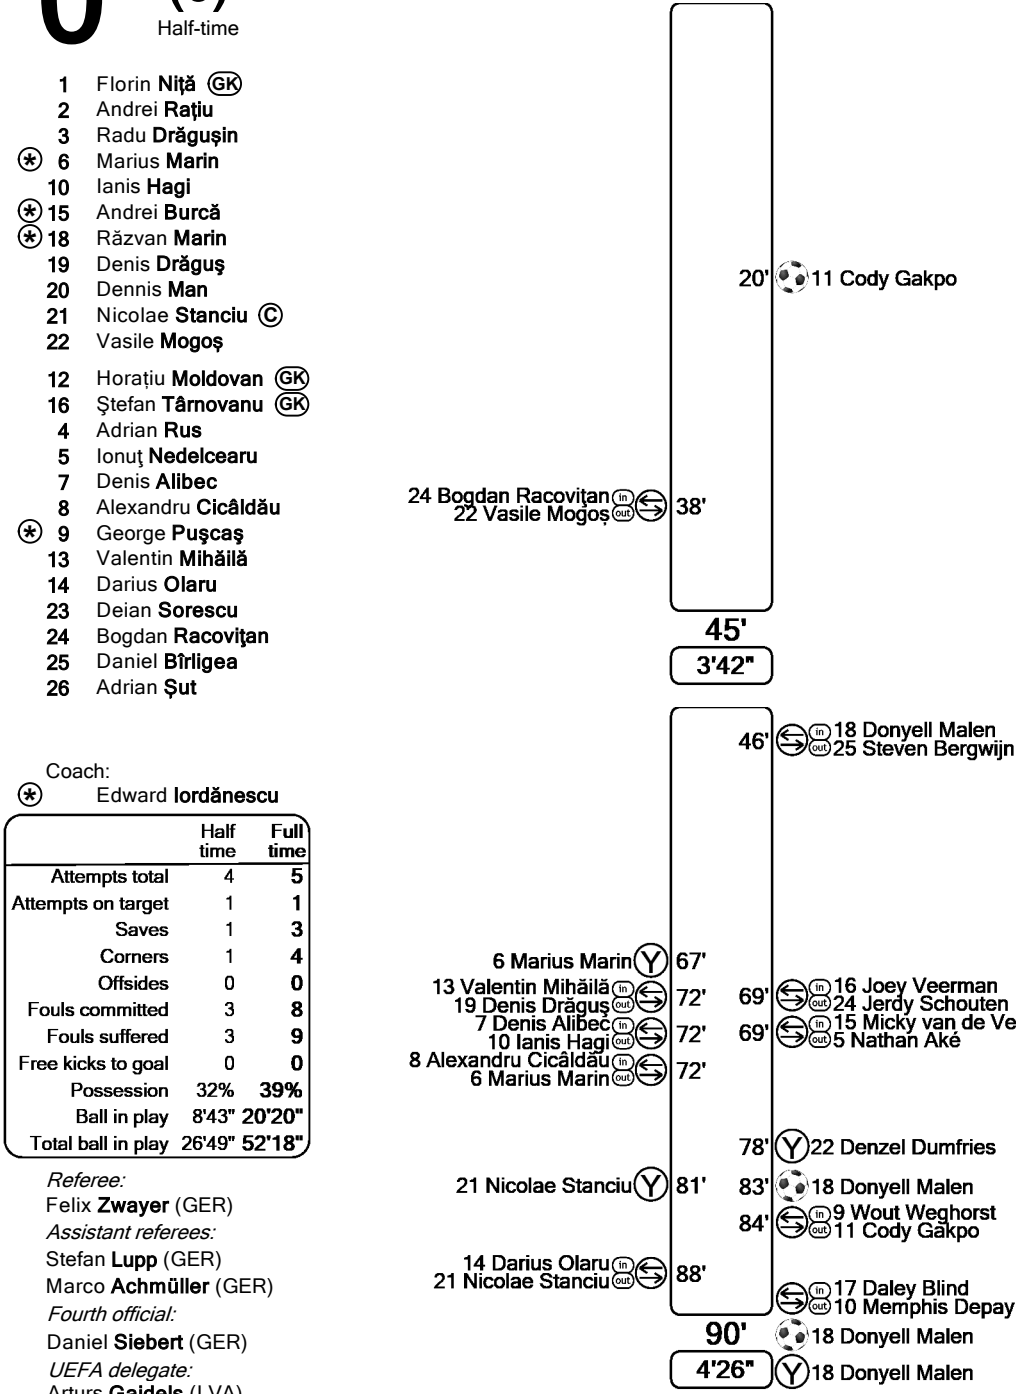 0 (0)
Half-time
1 Florin Niță GK
2 Andrei Rațiu
3 Radu Drăgușin
* 6 Marius Marin
10 Ianis Hagi
* 15 Andrei Burcă
* 18 Răzvan Marin
19 Denis Drăguş
20 Dennis Man
21 Nicolae Stanciu C
22 Vasile Mogoș
12 Horațiu Moldovan GK
16 Ştefan Târnovanu GK
4 Adrian Rus
5 Ionuţ Nedelcearu
7 Denis Alibec
8 Alexandru Cicâldău
* 9 George Puşcaş
13 Valentin Mihăilă
14 Darius Olaru
23 Deian Sorescu
24 Bogdan Racoviţan
25 Daniel Bîrligea
26 Adrian Șut
Coach:
* Edward Iordănescu
Half time Full time
Attempts total 4 5
Attempts on target 1 1
Saves 1 3
Corners 1 4
Offsides 0 0
Fouls committed 3 8
Fouls suffered 3 9
Free kicks to goal 0 0
Possession 32% 39%
Ball in play 8'43" 20'20"
Total ball in play 26'49" 52'18"
Referee:
Felix Zwayer (GER)
Assistant referees:
Stefan Lupp (GER)
Marco Achmüller (GER)
Fourth official:
Daniel Siebert (GER)
UEFA delegate:
Arturs Gaidels (LVA)
20' 11 Cody Gakpo
24 Bogdan Racoviţan in
22 Vasile Mogoș out 38'
45'
3'42"
46' in 18 Donyell Malen
out 25 Steven Bergwijn
6 Marius Marin Y 67'
13 Valentin Mihăilă in
19 Denis Drăguş out 72'
69' in 16 Joey Veerman
out 24 Jerdy Schouten
7 Denis Alibec in
10 Ianis Hagi out 72'
69' in 15 Micky van de Ve
out 5 Nathan Aké
8 Alexandru Cicâldău in
6 Marius Marin out 72'
78' Y 22 Denzel Dumfries
21 Nicolae Stanciu Y 81'
83' 18 Donyell Malen
84' in 9 Wout Weghorst
out 11 Cody Gakpo
14 Darius Olaru in
21 Nicolae Stanciu out 88'
in 17 Daley Blind
out 10 Memphis Depay
90' 18 Donyell Malen
4'26" Y 18 Donyell Malen